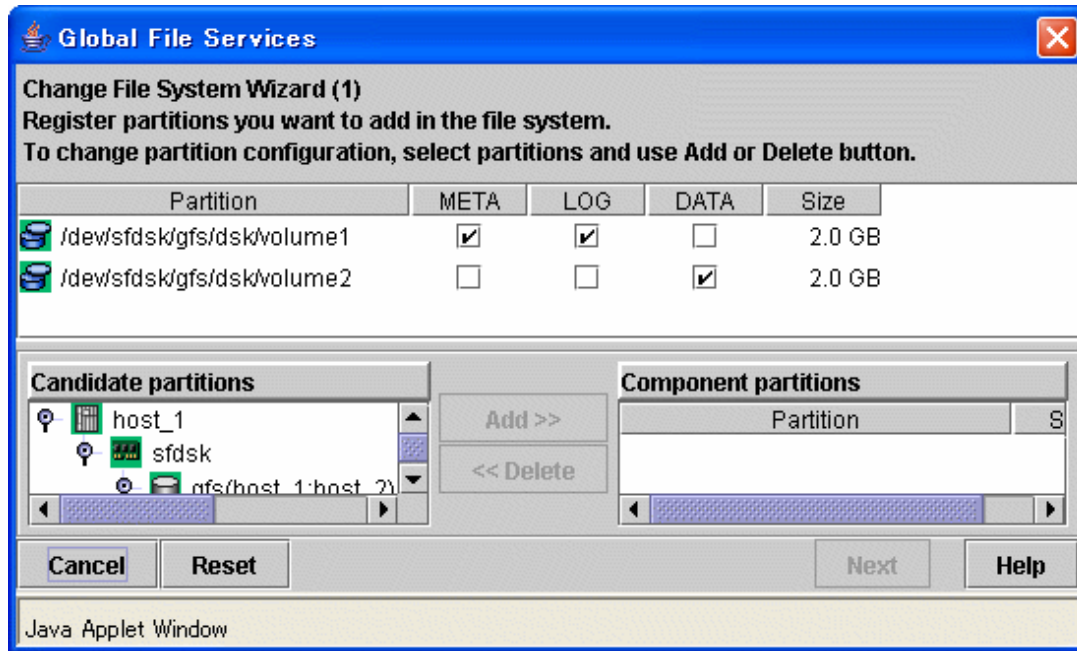 Global File Services
Change File System Wizard (1)
Register partitions you want to add in the file system.
To change partition configuration, select partitions and use Add or Delete button.
Partition META LOG DATA Size
/dev/sfdsk/gfs/dsk/volume1 2.0 GB
/dev/sfdsk/gfs/dsk/volume2 2.0 GB
Candidate partitions
host_1
sfdsk
gfs(host_1:host_2)
Add >>
<< Delete
Component partitions
Partition S
Cancel Reset Next Help
Java Applet Window